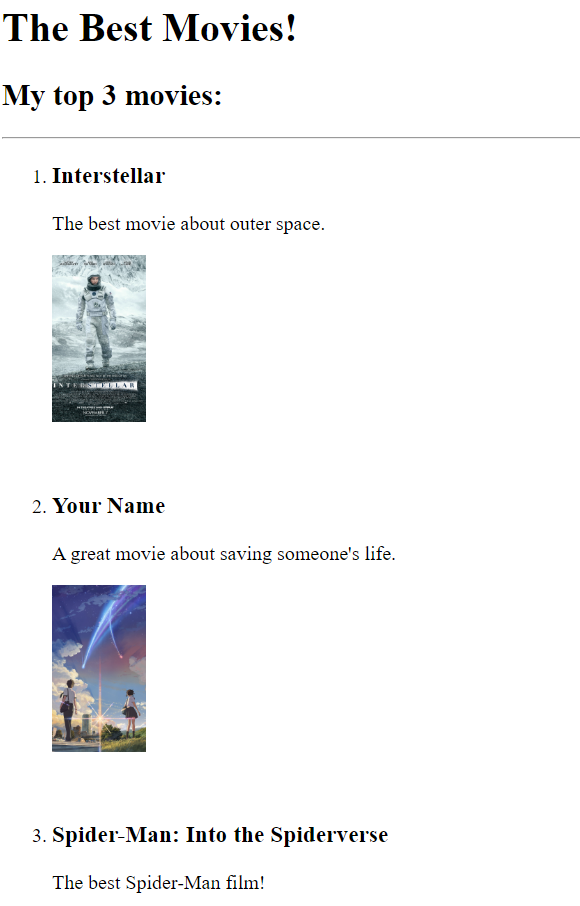 The Best Movies!
My top 3 movies:
1. Interstellar
The best movie about outer space.
INTERSTELLAR
2. Your Name
A great movie about saving someone's life.
3. Spider-Man: Into the Spiderverse
The best Spider-Man film!